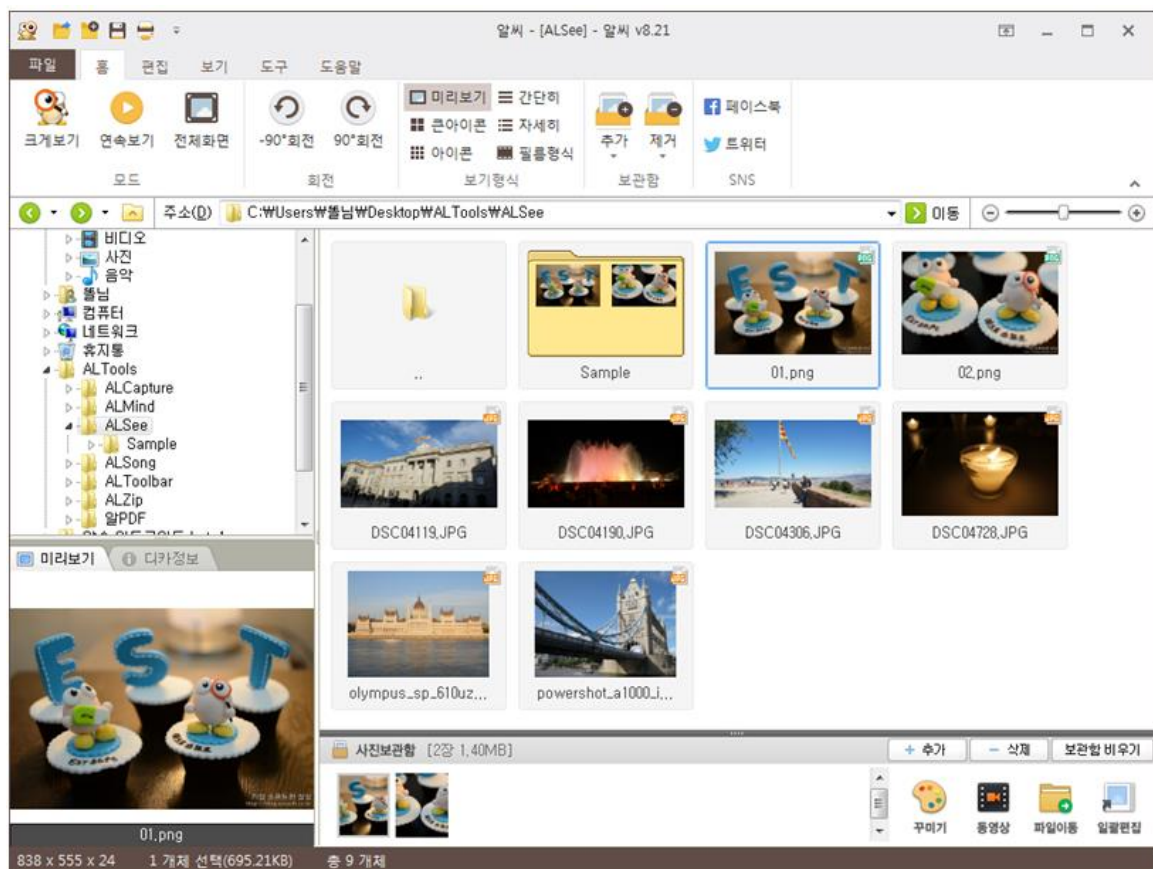 알씨 - [ALSee] - 알씨 v8.21
파일 홈 편집 보기 도구 도움말
크게보기 연속보기 전체화면
모드
-90°회전 90°회전
회전
미리보기 간단히
큰아이콘 자세히
아이콘 필름형식
보기형식
추가 제거
보관함
페이스북
트위터
SNS
주소(D) C:₩Users₩똘님₩Desktop₩ALTools₩ALSee 이동
비디오
사진
음악
똘님
컴퓨터
네트워크
휴지통
ALTools
ALCapture
ALMind
ALSee
Sample
ALSong
ALToolbar
ALZip
알PDF
.. Sample 01.png 02.png
DSC04119.JPG DSC04190.JPG DSC04306.JPG DSC04728.JPG
olympus_sp_610uz... powershot_a1000_i...
미리보기 디카정보
EST
01.png
사진보관함 [2장 1.40MB] + 추가 - 삭제 보관함 비우기
꾸미기 동영상 파일이동 일괄편집
838 x 555 x 24 1 개체 선택(695.21KB) 총 9 개체